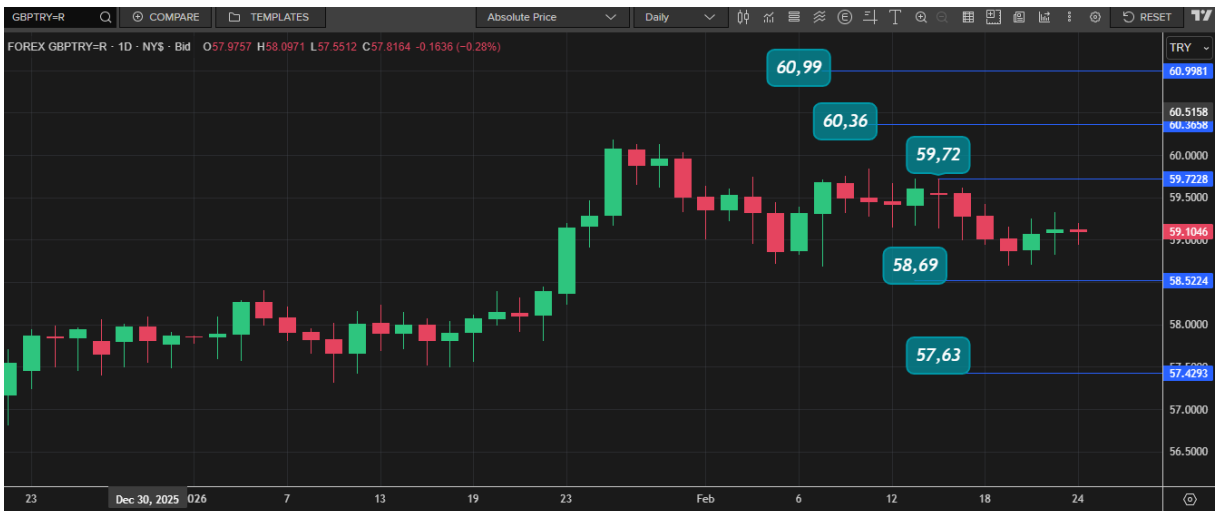 GBPTRY=R
COMPARE
TEMPLATES
Absolute Price
Daily
RESET
FOREX GBPTRY=R · 1D · NY$ · Bid O57.9757 H58.0971 L57.5512 C57.8164 -0.1636 (−0.28%)
TRY
60,99
60.9981
60.5158
60,36
60.3658
60.0000
59,72
59.7228
59.5000
59.1046
59.0000
58,69
58.5224
58.0000
57,63
57.5000
57.4293
57.0000
56.5000
23
Dec 30, 2025
026
7
13
19
23
Feb
6
12
18
24